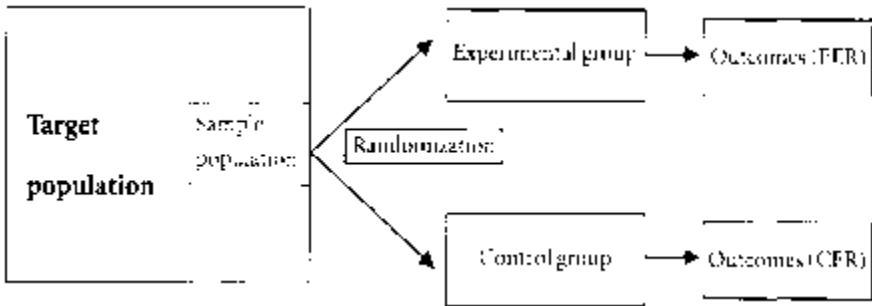 Target
population
Sample
population
Randomization
Experimental group
Outcomes (EER)
Control group
Outcomes (CER)